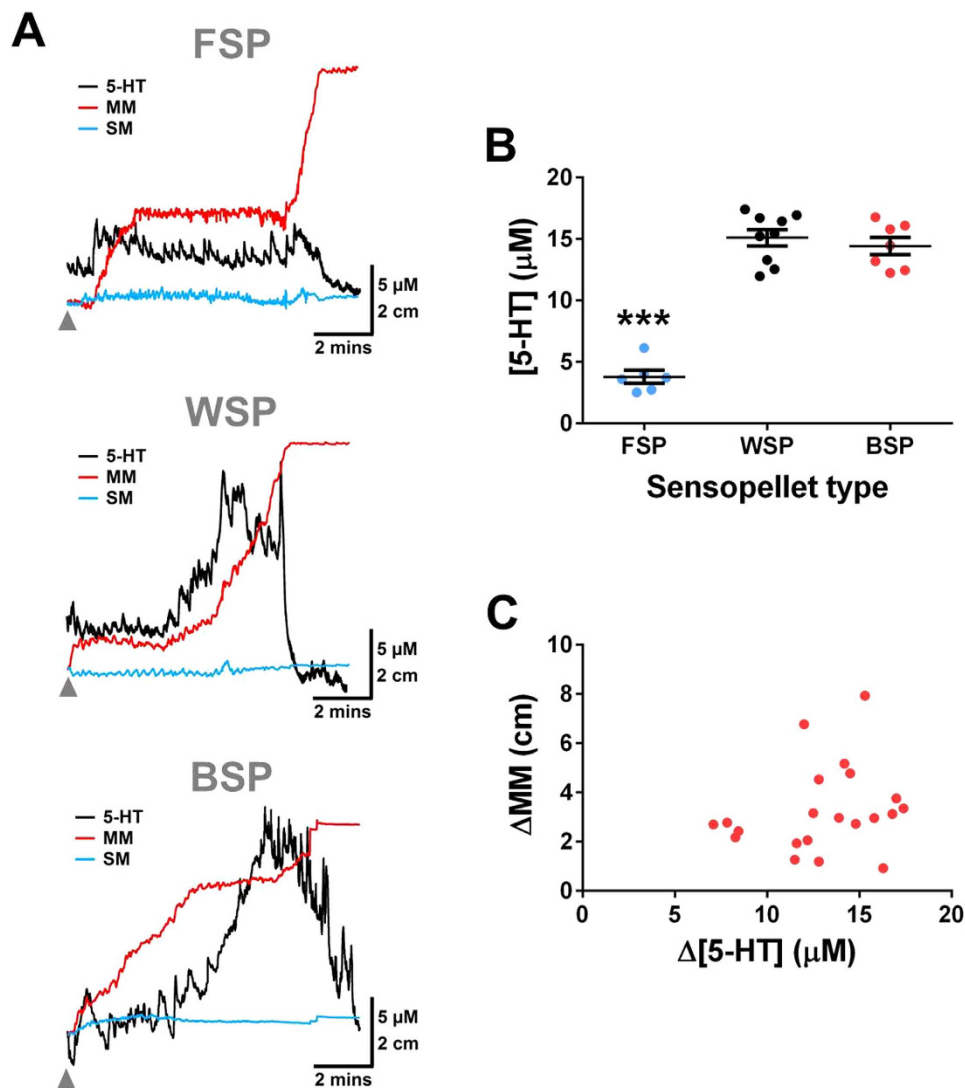 A
FSP
5-HT
MM
SM
5 μM
2 cm
2 mins
WSP
5-HT
MM
SM
5 μM
2 cm
2 mins
BSP
5-HT
MM
SM
5 μM
2 cm
2 mins
B
[5-HT] (μM)
20
15
10
5
0
***
FSP WSP BSP
Sensopellet type
C
ΔMM (cm)
10
8
6
4
2
0
0 5 10 15 20
Δ[5-HT] (μM)